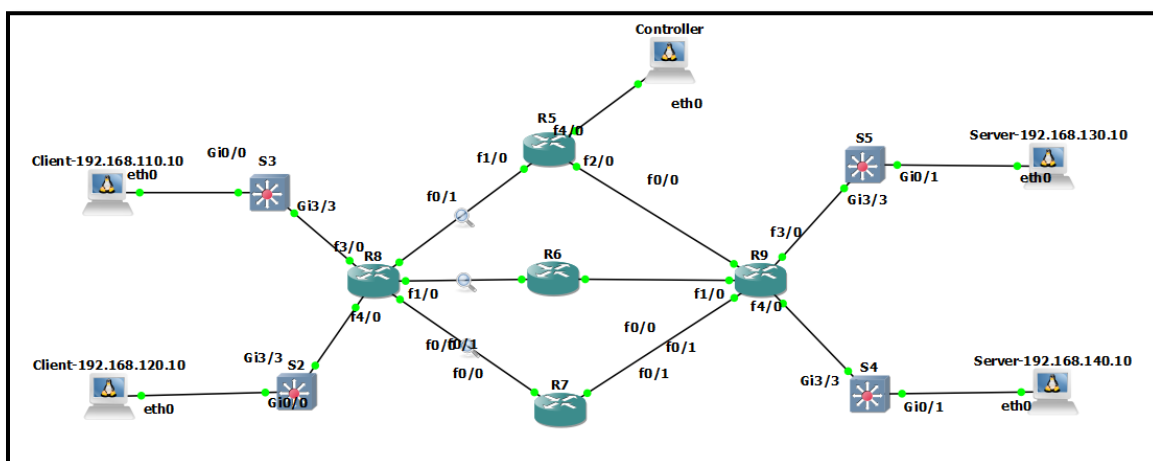 Controller
eth0
R5
f4/0
Client-192.168.110.10
eth0
Gi0/0
S3
Gi3/3
f1/0
f2/0
f0/1
f0/0
S5
Gi0/1
Gi3/3
Server-192.168.130.10
eth0
f3/0
R8
R6
R9
f3/0
f1/0
f4/0
f1/0
f4/0
f0/0
f0/1
f0/0
f0/0
f0/1
f0/1
R7
Client-192.168.120.10
eth0
Gi3/3
S2
Gi0/0
Gi3/3
S4
Gi0/1
Server-192.168.140.10
eth0